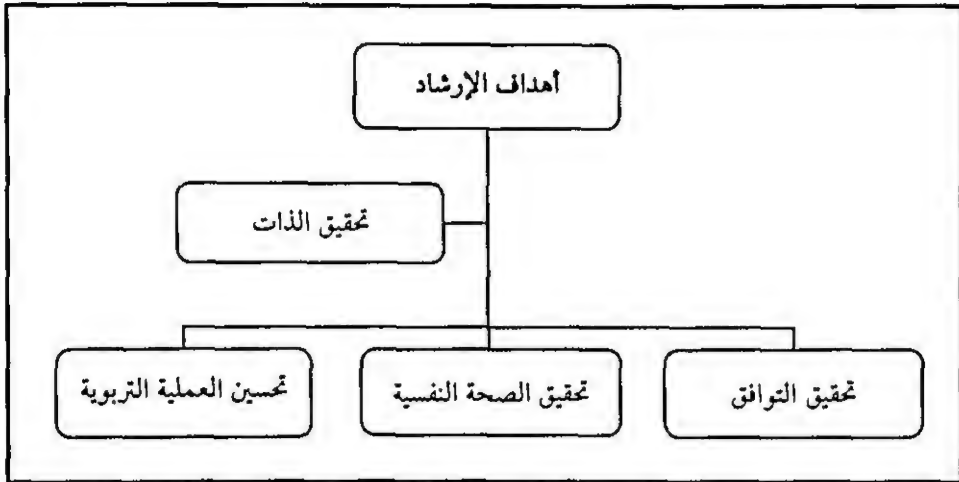 أهداف الإرشاد
تحقيق الذات
تحقيق التوافق
تحقيق الصحة النفسية
تحسين العملية التربوية